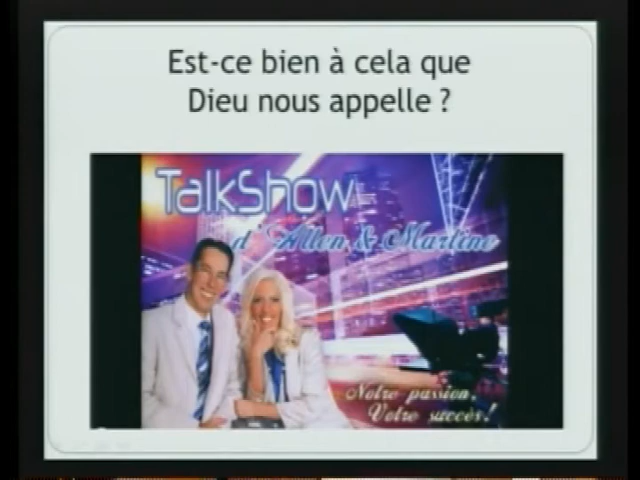 Est-ce bien à cela que
Dieu nous appelle ?
TalkShow
d'Allen & Martine
Notre passion,
Votre succès!